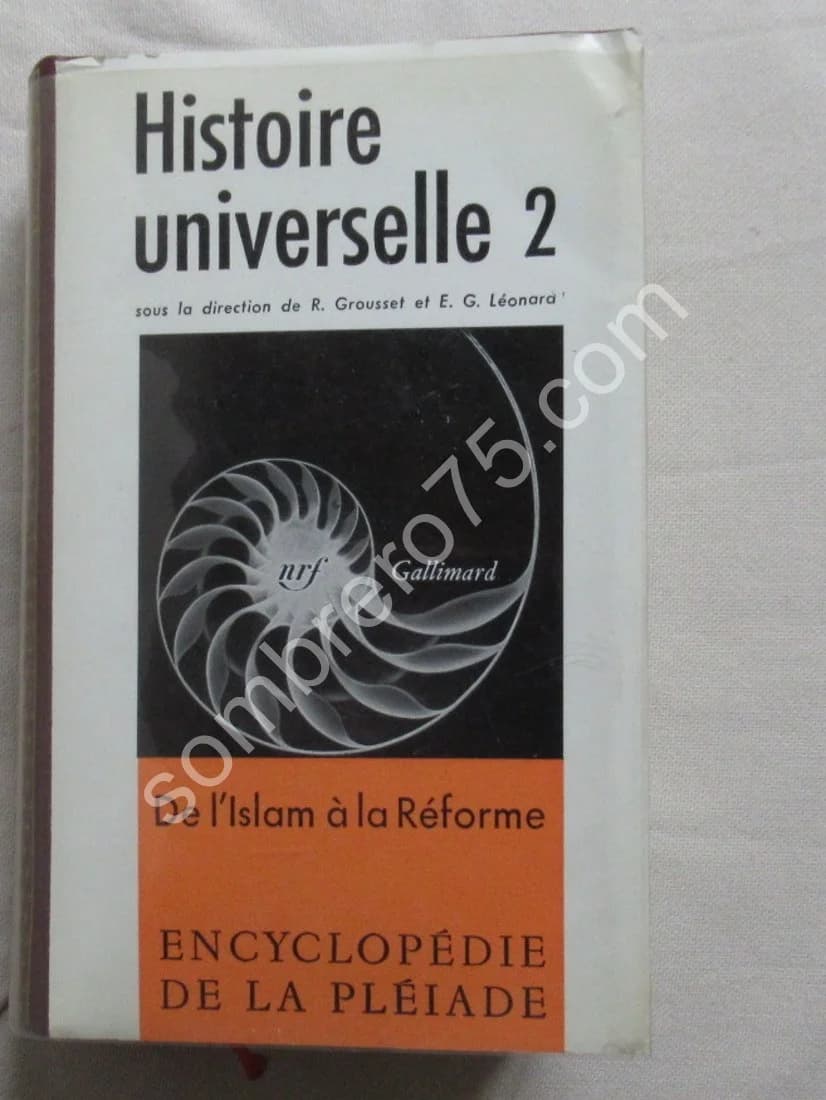 Histoire
universelle 2
sous la direction de R. Grousset et E. G. Léonard
nrf
Gallimard
De l'Islam à la Réforme
ENCYCLOPÉDIE
DE LA PLÉIADE
sombrero75.com